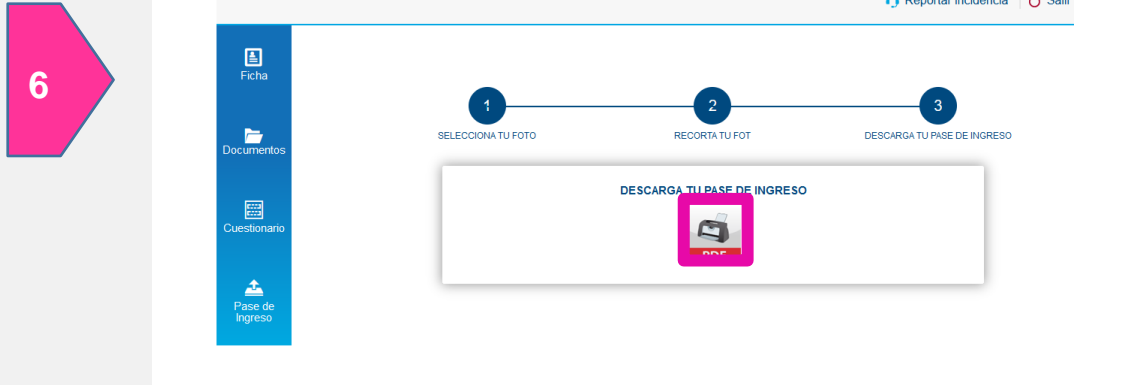 Reportar Incidencia
Salir
6
Ficha
Documentos
Cuestionario
Pase de
Ingreso
1
2
3
SELECCIONA TU FOTO
RECORTA TU FOT
DESCARGA TU PASE DE INGRESO
DESCARGA TU PASE DE INGRESO
PDF